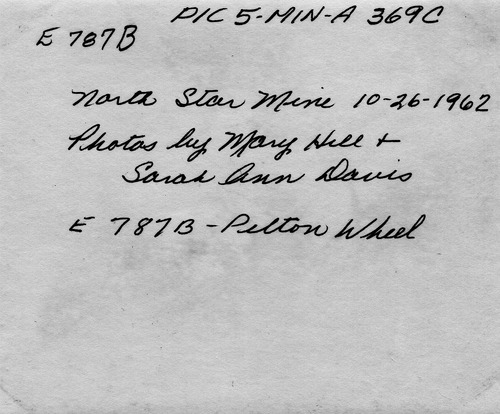 PIC 5-MIN-A 369C
E 787B
North Star Mine 10-26-1962
Photos by Mary Hill +
Sarah Ann Davis
E 787B - Pelton Wheel